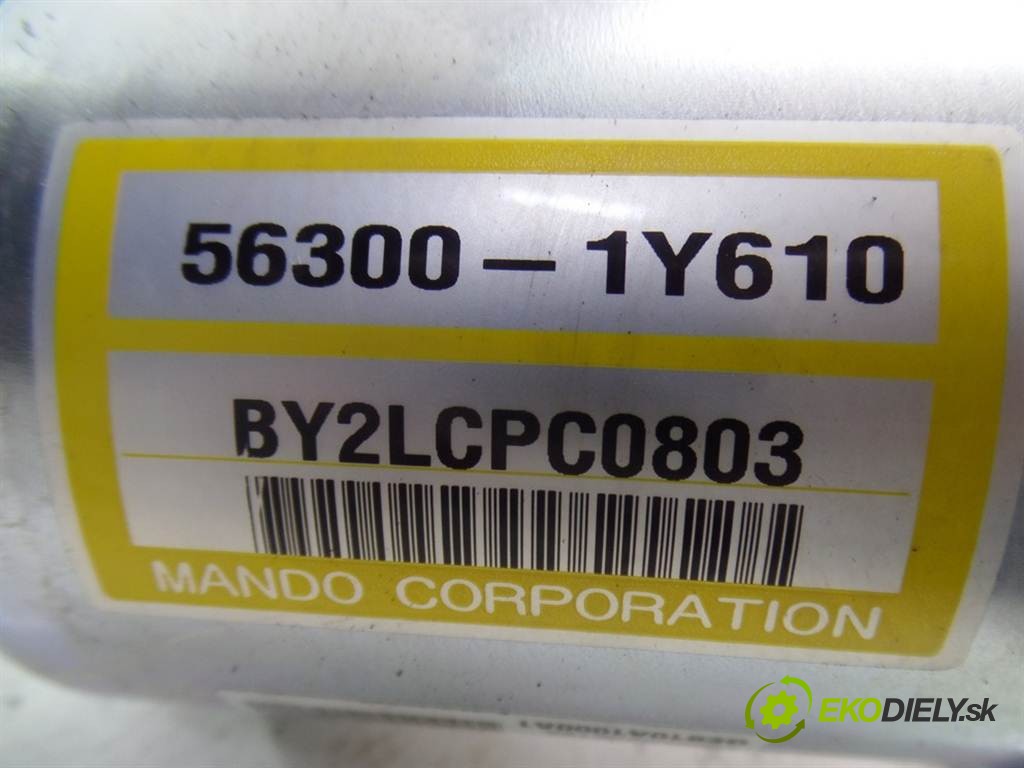 56300 – 1Y610
BY2LCPC0803
MANDO CORPORATION
EKODIELY.sk